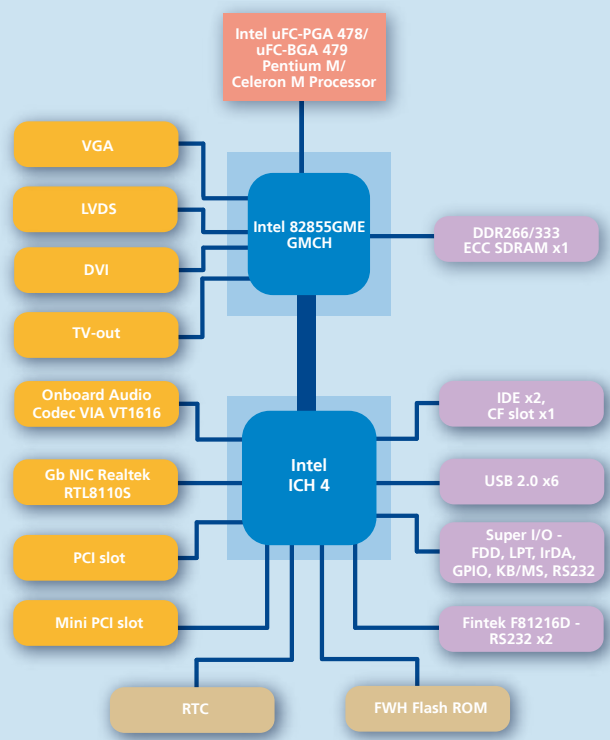 Intel uFC-PGA 478/
uFC-BGA 479
Pentium M/
Celeron M Processor
VGA
LVDS
DVI
TV-out
Intel 82855GME
GMCH
DDR266/333
ECC SDRAM x1
Onboard Audio
Codec VIA VT1616
Gb NIC Realtek
RTL8110S
PCI slot
Mini PCI slot
Intel
ICH 4
IDE x2,
CF slot x1
USB 2.0 x6
Super I/O -
FDD, LPT, IrDA,
GPIO, KB/MS, RS232
Fintek F81216D -
RS232 x2
RTC
FWH Flash ROM